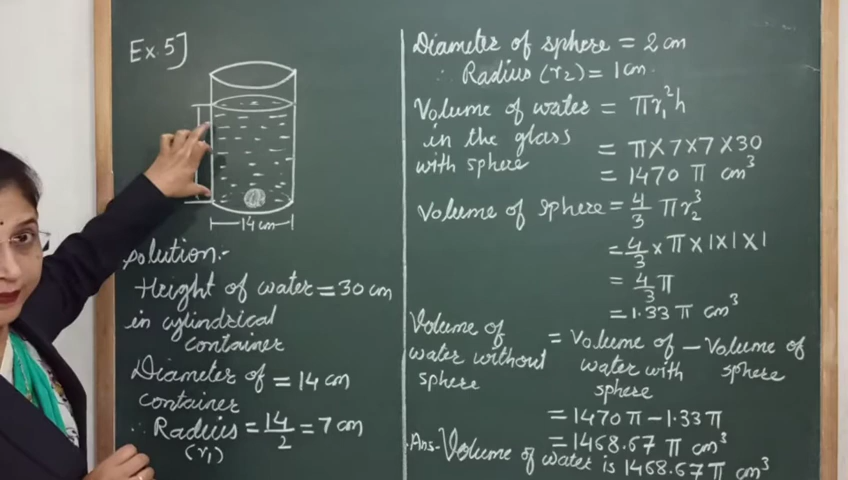 Ex. 5]
14 cm
Solution:-
Height of water = 30 cm
in cylindrical
container
Diameter of = 14 cm
container
∴ Radius = 14/2 = 7 cm
(r₁)
Diameter of sphere = 2 cm
∴ Radius (r₂) = 1 cm.
Volume of water = πr₁²h
in the glass
with sphere = π×7×7×30
= 1470 π cm³
Volume of sphere = 4/3 πr₂³
= 4/3 × π × 1 × 1 × 1
= 4/3 π
= 1.33 π cm³
Volume of water without sphere = Volume of water with sphere − Volume of sphere
= 1470π − 1.33π
= 1468.67 π cm³
Ans- Volume of water is 1468.67π cm³